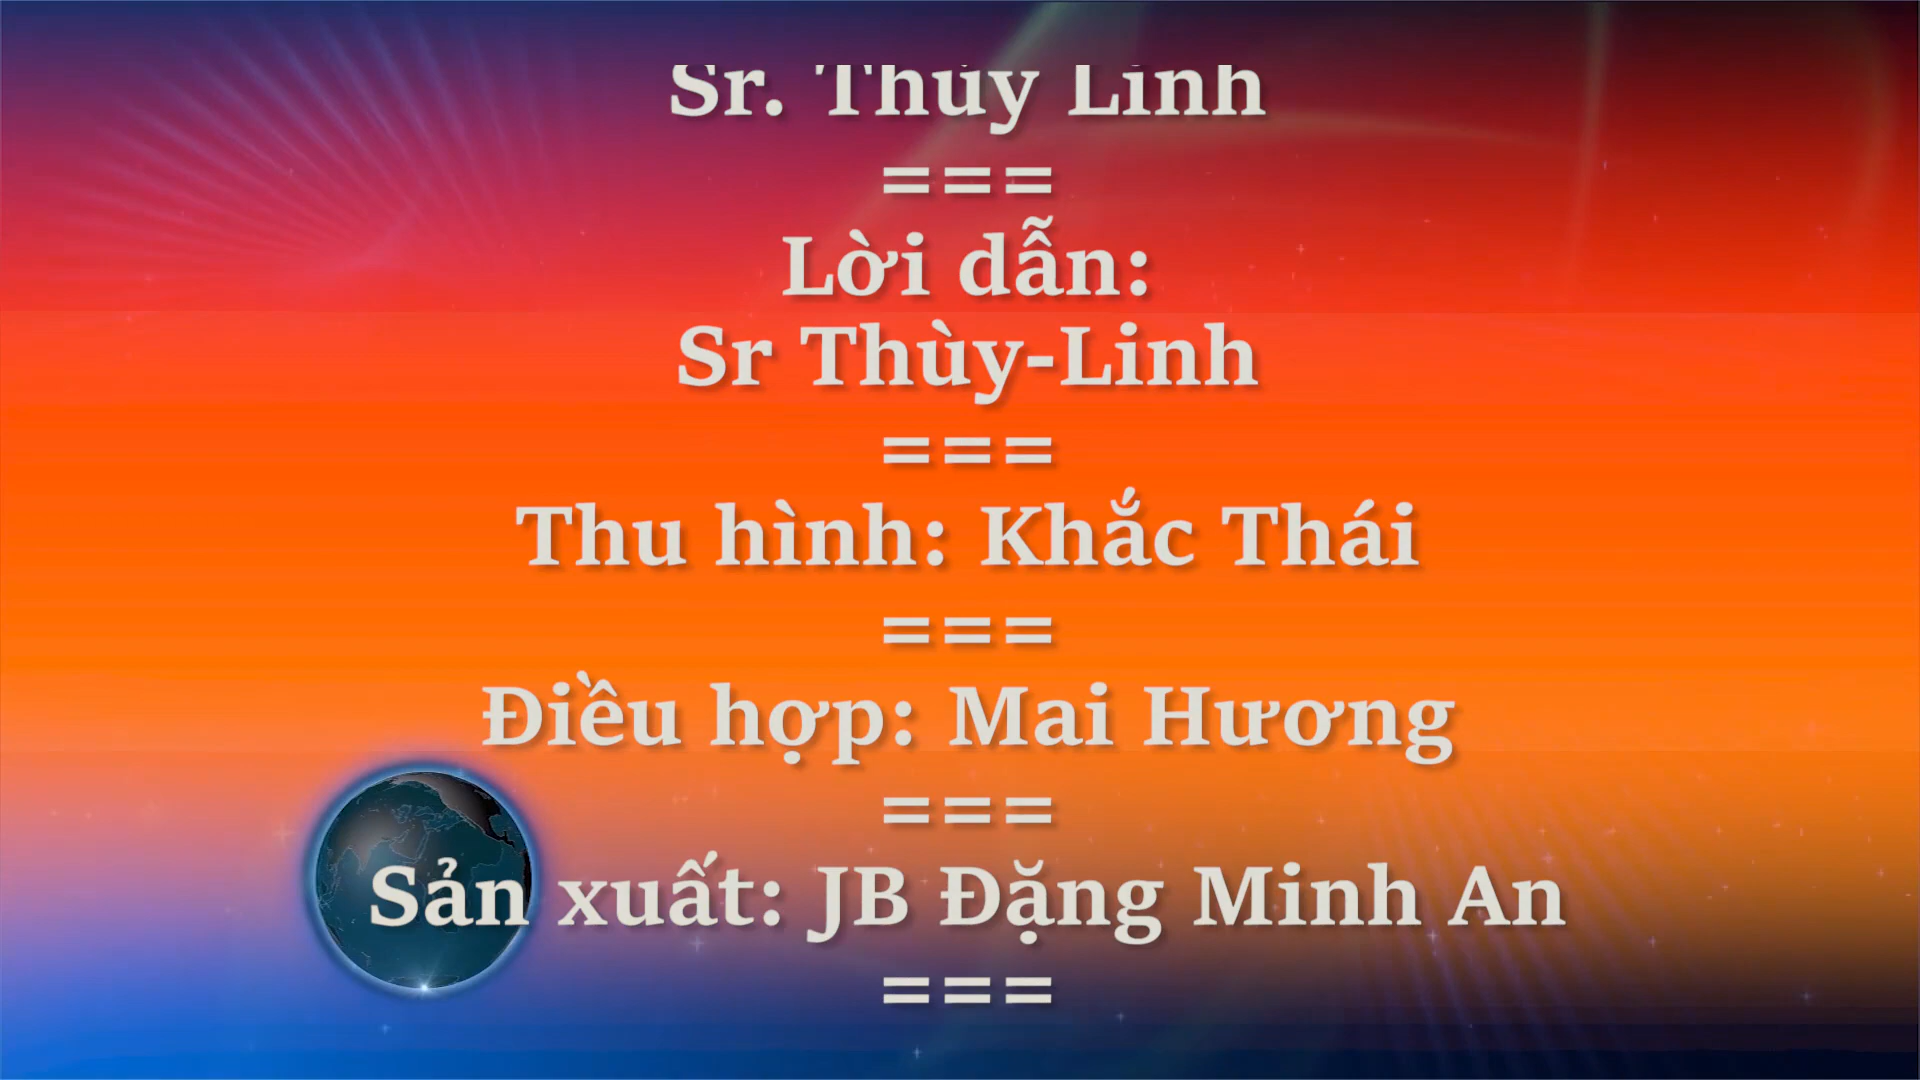 Sr. Thùy Linh
===
Lời dẫn:
Sr Thùy-Linh
===
Thu hình: Khắc Thái
===
Điều hợp: Mai Hương
===
Sản xuất: JB Đặng Minh An
===